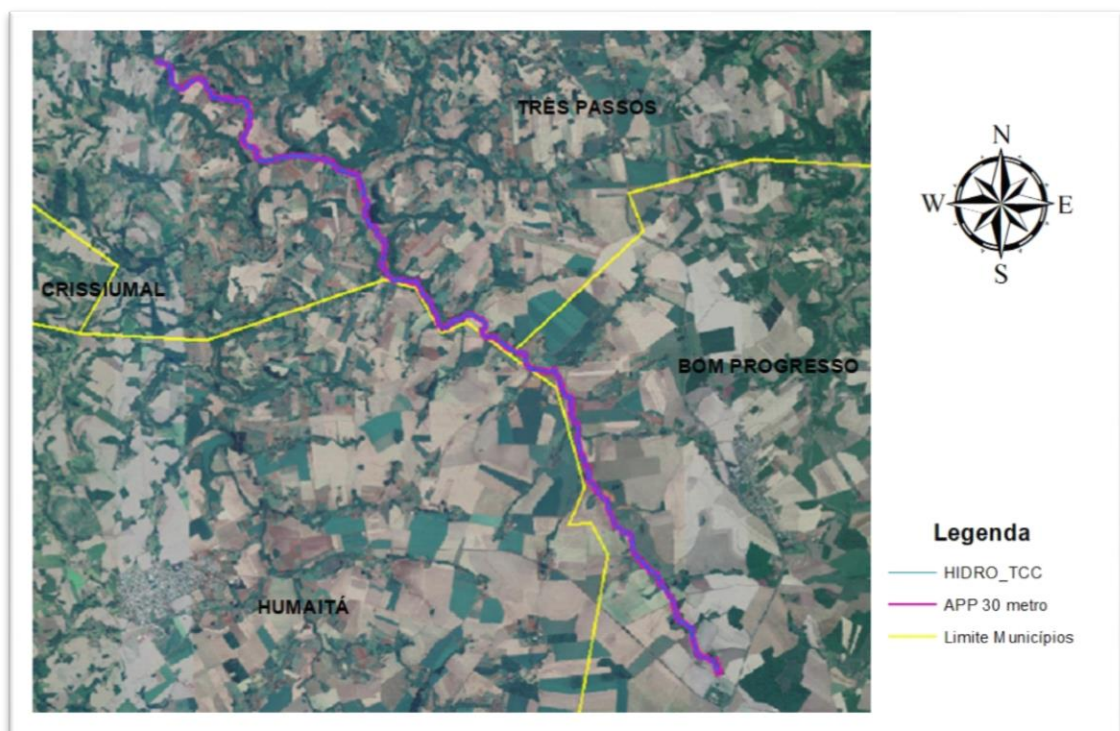 TRÊS PASSOS
N
W E
S
CRISSIUMAL
BOM PROGRESSO
Legenda
HIDRO_TCC
APP 30 metro
HUMAITÁ
Limite Municípios